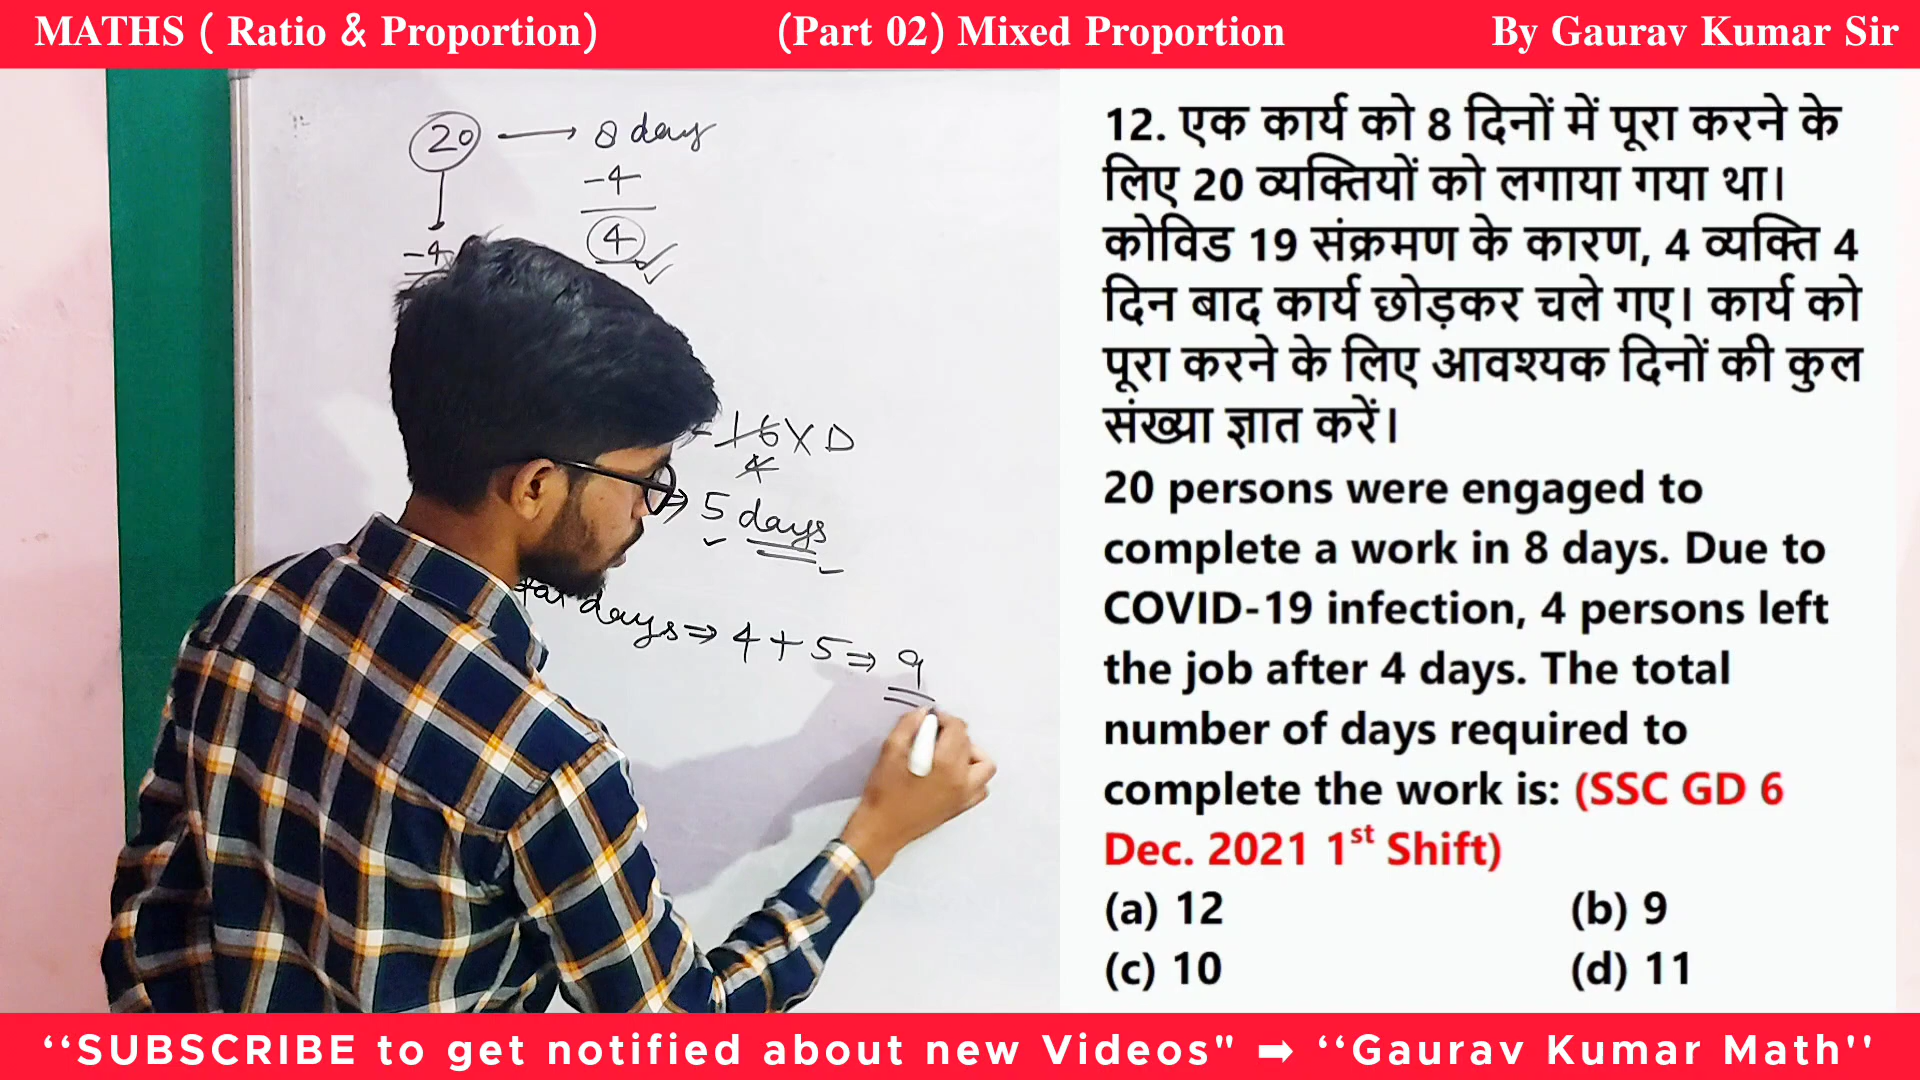 MATHS ( Ratio & Proportion) (Part 02) Mixed Proportion By Gaurav Kumar Sir
20 → 8 day
-4
4
-4
-16 X D
4
⇒ 5 days
days ⇒ 4 + 5 ⇒ 9
12. एक कार्य को 8 दिनों में पूरा करने के
लिए 20 व्यक्तियों को लगाया गया था।
कोविड 19 संक्रमण के कारण, 4 व्यक्ति 4
दिन बाद कार्य छोड़कर चले गए। कार्य को
पूरा करने के लिए आवश्यक दिनों की कुल
संख्या ज्ञात करें।
20 persons were engaged to
complete a work in 8 days. Due to
COVID-19 infection, 4 persons left
the job after 4 days. The total
number of days required to
complete the work is: (SSC GD 6
Dec. 2021 1st Shift)
(a) 12 (b) 9
(c) 10 (d) 11
‘‘SUBSCRIBE to get notified about new Videos" ➡ ‘‘Gaurav Kumar Math''